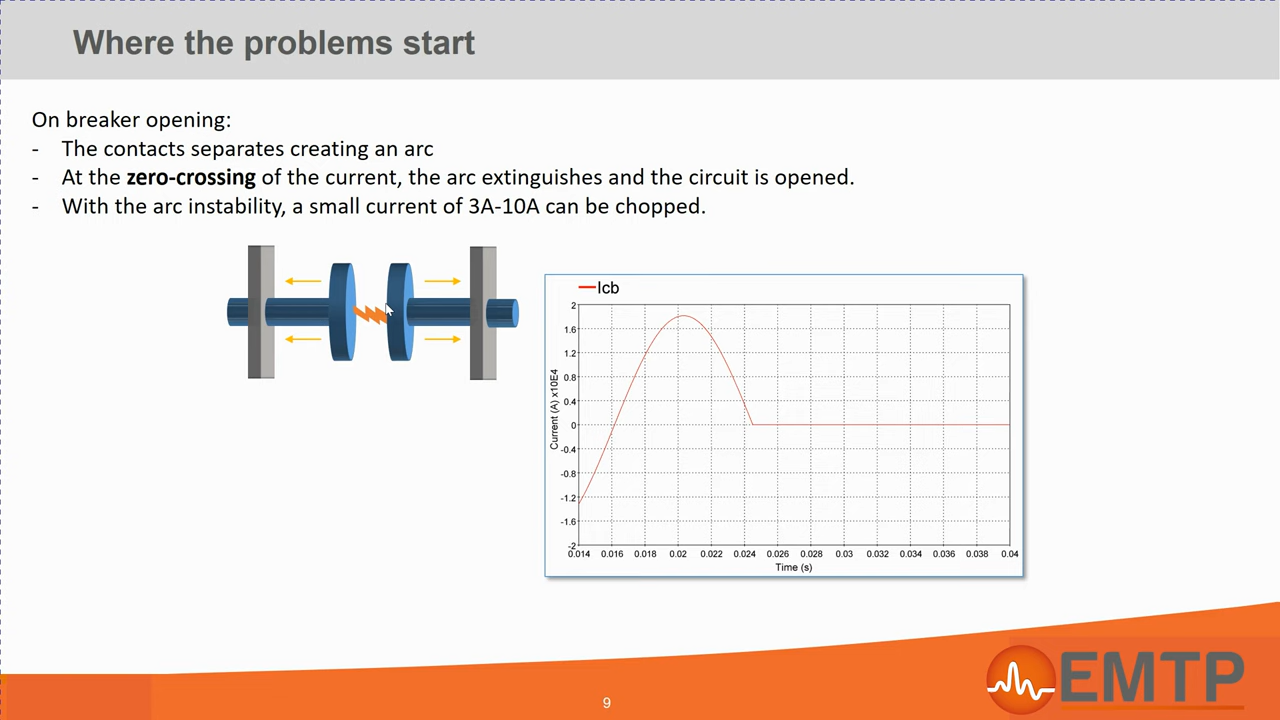 Where the problems start
On breaker opening:
- The contacts separates creating an arc
- At the zero-crossing of the current, the arc extinguishes and the circuit is opened.
- With the arc instability, a small current of 3A-10A can be chopped.
Icb
2
1.6
1.2
0.8
0.4
0
-0.4
-0.8
-1.2
-1.6
-2
Current (A) x10E4
0.014 0.016 0.018 0.02 0.022 0.024 0.026 0.028 0.03 0.032 0.034 0.036 0.038 0.04
Time (s)
9
EMTP